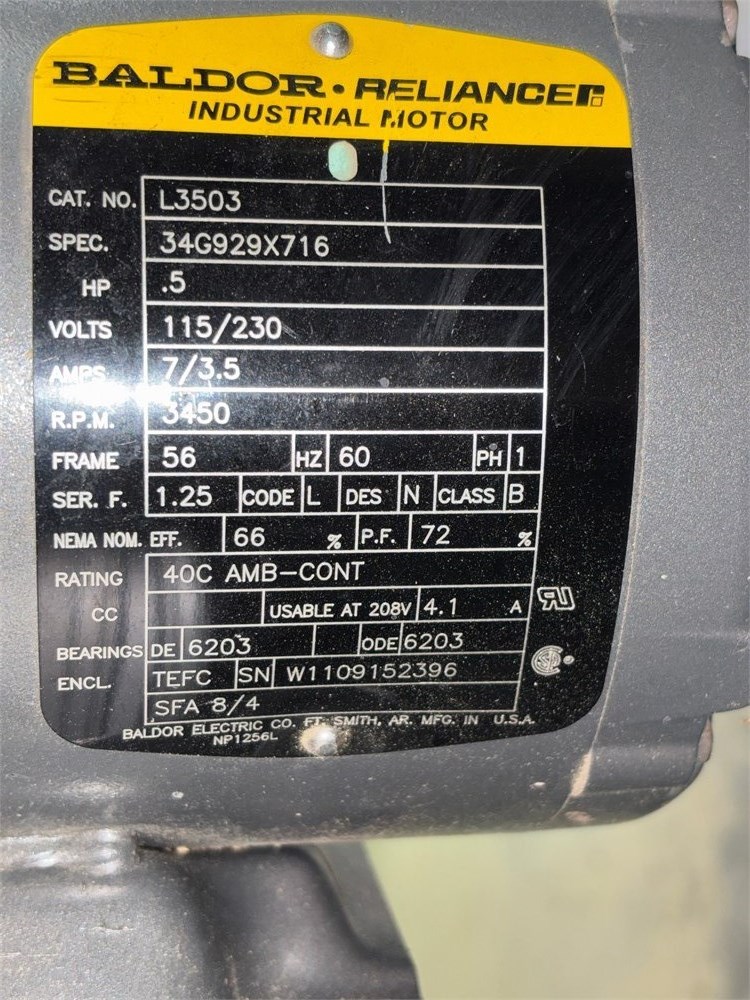 BALDOR • RELIANCE
INDUSTRIAL MOTOR
CAT. NO. L3503
SPEC. 34G929X716
HP .5
VOLTS 115/230
AMPS 7/3.5
R.P.M. 3450
FRAME 56 HZ 60 PH 1
SER. F. 1.25 CODE L DES N CLASS B
NEMA NOM. EFF. 66 % P.F. 72 %
RATING 40C AMB-CONT
CC USABLE AT 208V 4.1 A
BEARINGS DE 6203 ODE 6203
ENCL. TEFC SN W1109152396
SFA 8/4
BALDOR ELECTRIC CO. FT. SMITH, AR. MFG. IN U.S.A.
NP1256L